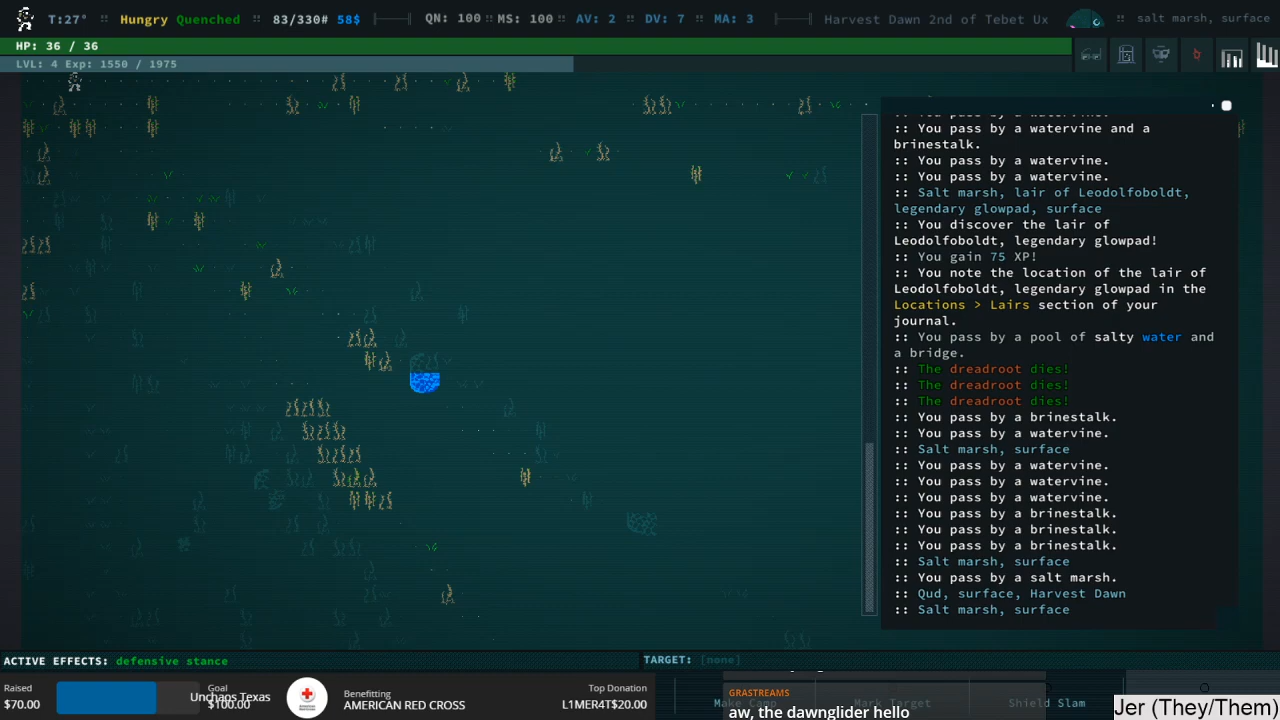 T:27° :: Hungry Quenched :: 83/330# 58$ QN: 100 :: MS: 100 :: AV: 2 :: DV: 7 :: MA: 3 Harvest Dawn 2nd of Tebet Ux :: salt marsh, surface
HP: 36 / 36
LVL: 4 Exp: 1550 / 1975
:: You pass by a watervine and a
brinestalk.
:: You pass by a watervine.
:: You pass by a watervine.
:: Salt marsh, lair of Leodolfoboldt,
legendary glowpad, surface
:: You discover the lair of
Leodolfoboldt, legendary glowpad!
:: You gain 75 XP!
:: You note the location of the lair of
Leodolfoboldt, legendary glowpad in the
Locations > Lairs section of your
journal.
:: You pass by a pool of salty water and
a bridge.
:: The dreadroot dies!
:: The dreadroot dies!
:: The dreadroot dies!
:: You pass by a brinestalk.
:: You pass by a watervine.
:: Salt marsh, surface
:: You pass by a watervine.
:: You pass by a watervine.
:: You pass by a watervine.
:: You pass by a brinestalk.
:: You pass by a brinestalk.
:: You pass by a brinestalk.
:: Salt marsh, surface
:: You pass by a salt marsh.
:: Qud, surface, Harvest Dawn
:: Salt marsh, surface
ACTIVE EFFECTS: defensive stance
TARGET: [none]
Raised
$70.00
Goal
$100.00
Unchaos Texas
Benefitting
AMERICAN RED CROSS
Top Donation
L1MER4T$20.00
GRASTREAMS
aw, the dawnglider hello
Make Camp
Mark Target
Shield Slam
Jer (They/Them)